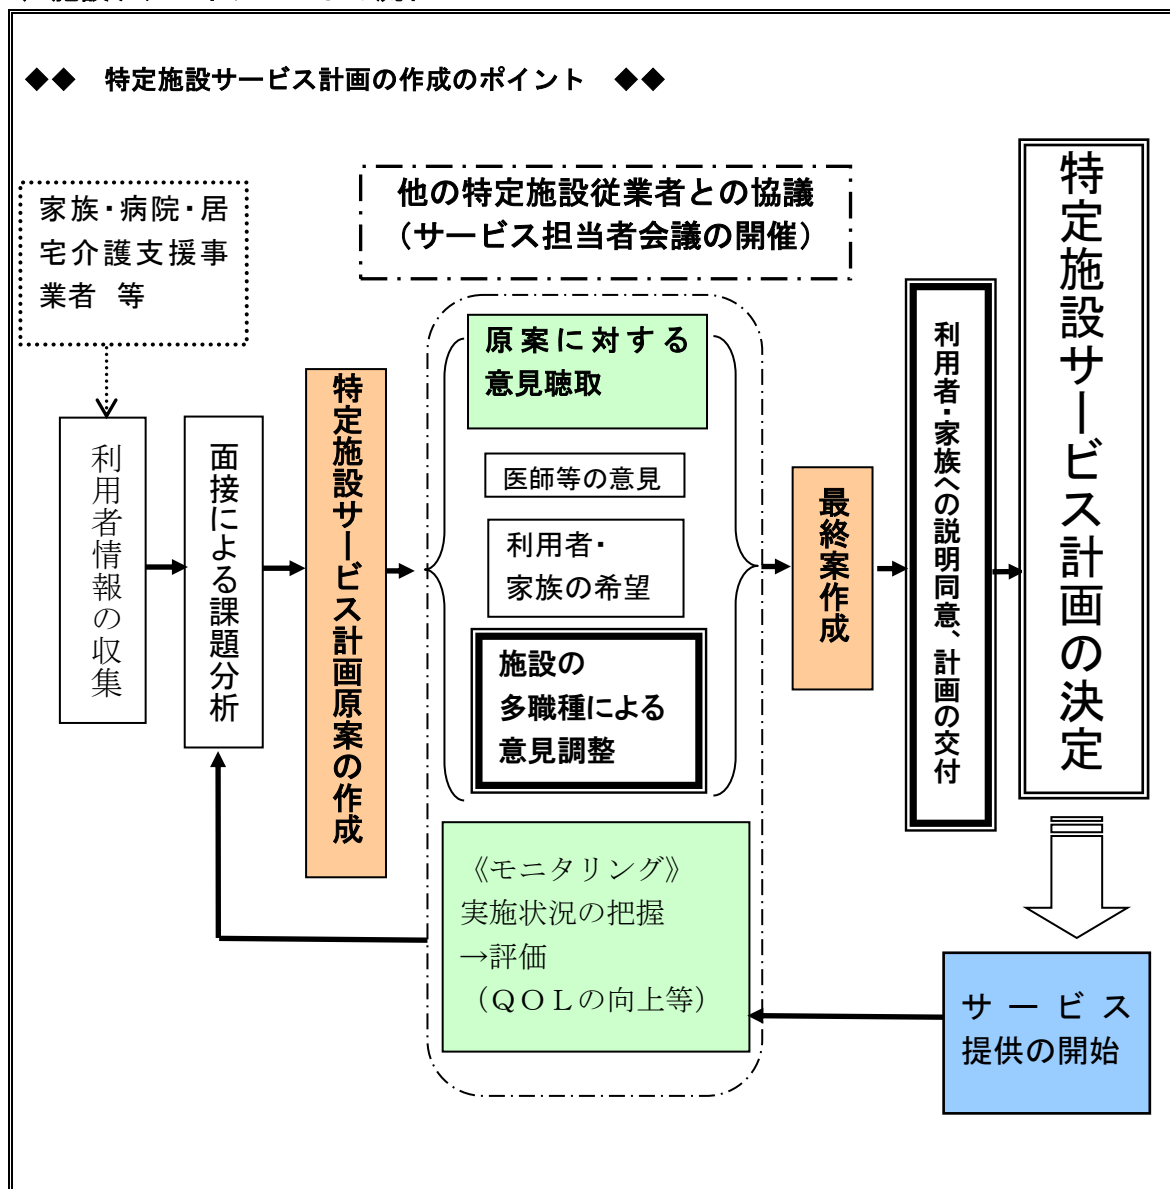 ◆◆ 特定施設サービス計画の作成のポイント ◆◆
家族・病院・居
宅介護支援事
業者 等
他の特定施設従業者との協議
（サービス担当者会議の開催）
利用者情報の収集
面接による課題分析
特定施設サービス計画原案の作成
原案に対する
意見聴取
医師等の意見
利用者・
家族の希望
施設の
多職種による
意見調整
最終案作成
利用者・家族への説明同意、計画の交付
特定施設サービス計画の決定
《モニタリング》
実施状況の把握
→評価
（ＱＯＬの向上等）
サービス
提供の開始